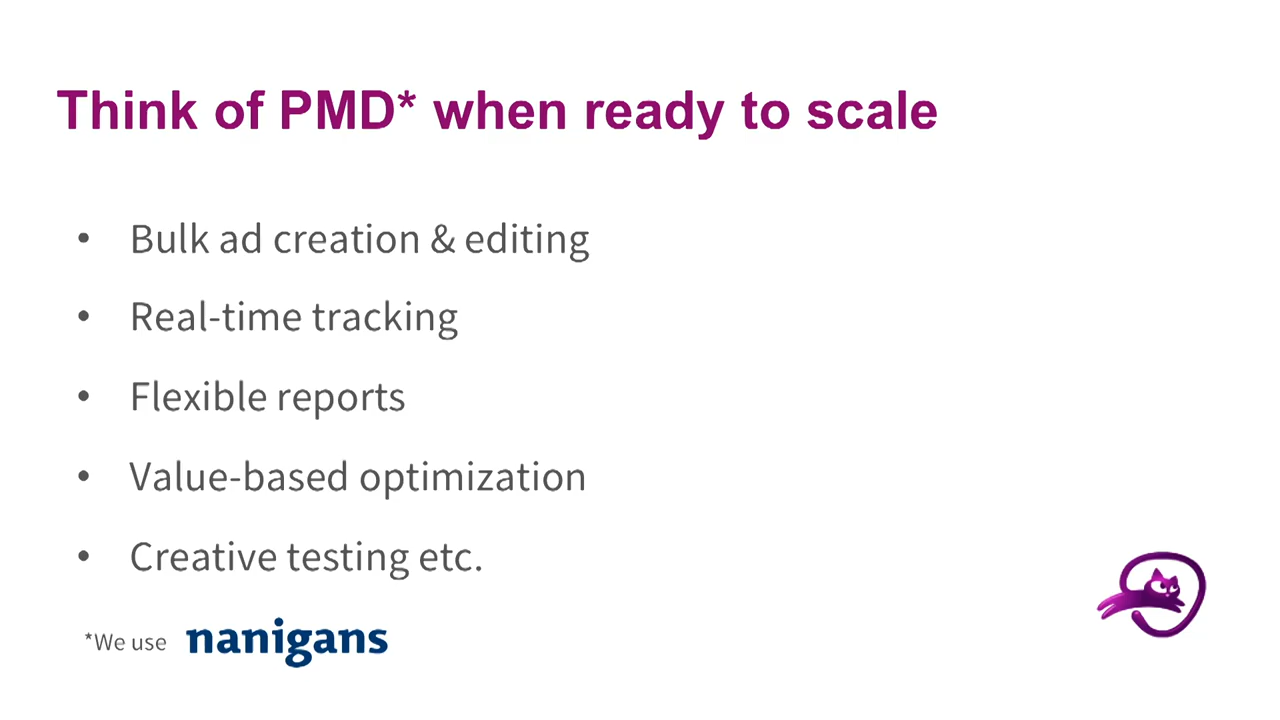 Think of PMD* when ready to scale
• Bulk ad creation & editing
• Real-time tracking
• Flexible reports
• Value-based optimization
• Creative testing etc.
*We use nanigans